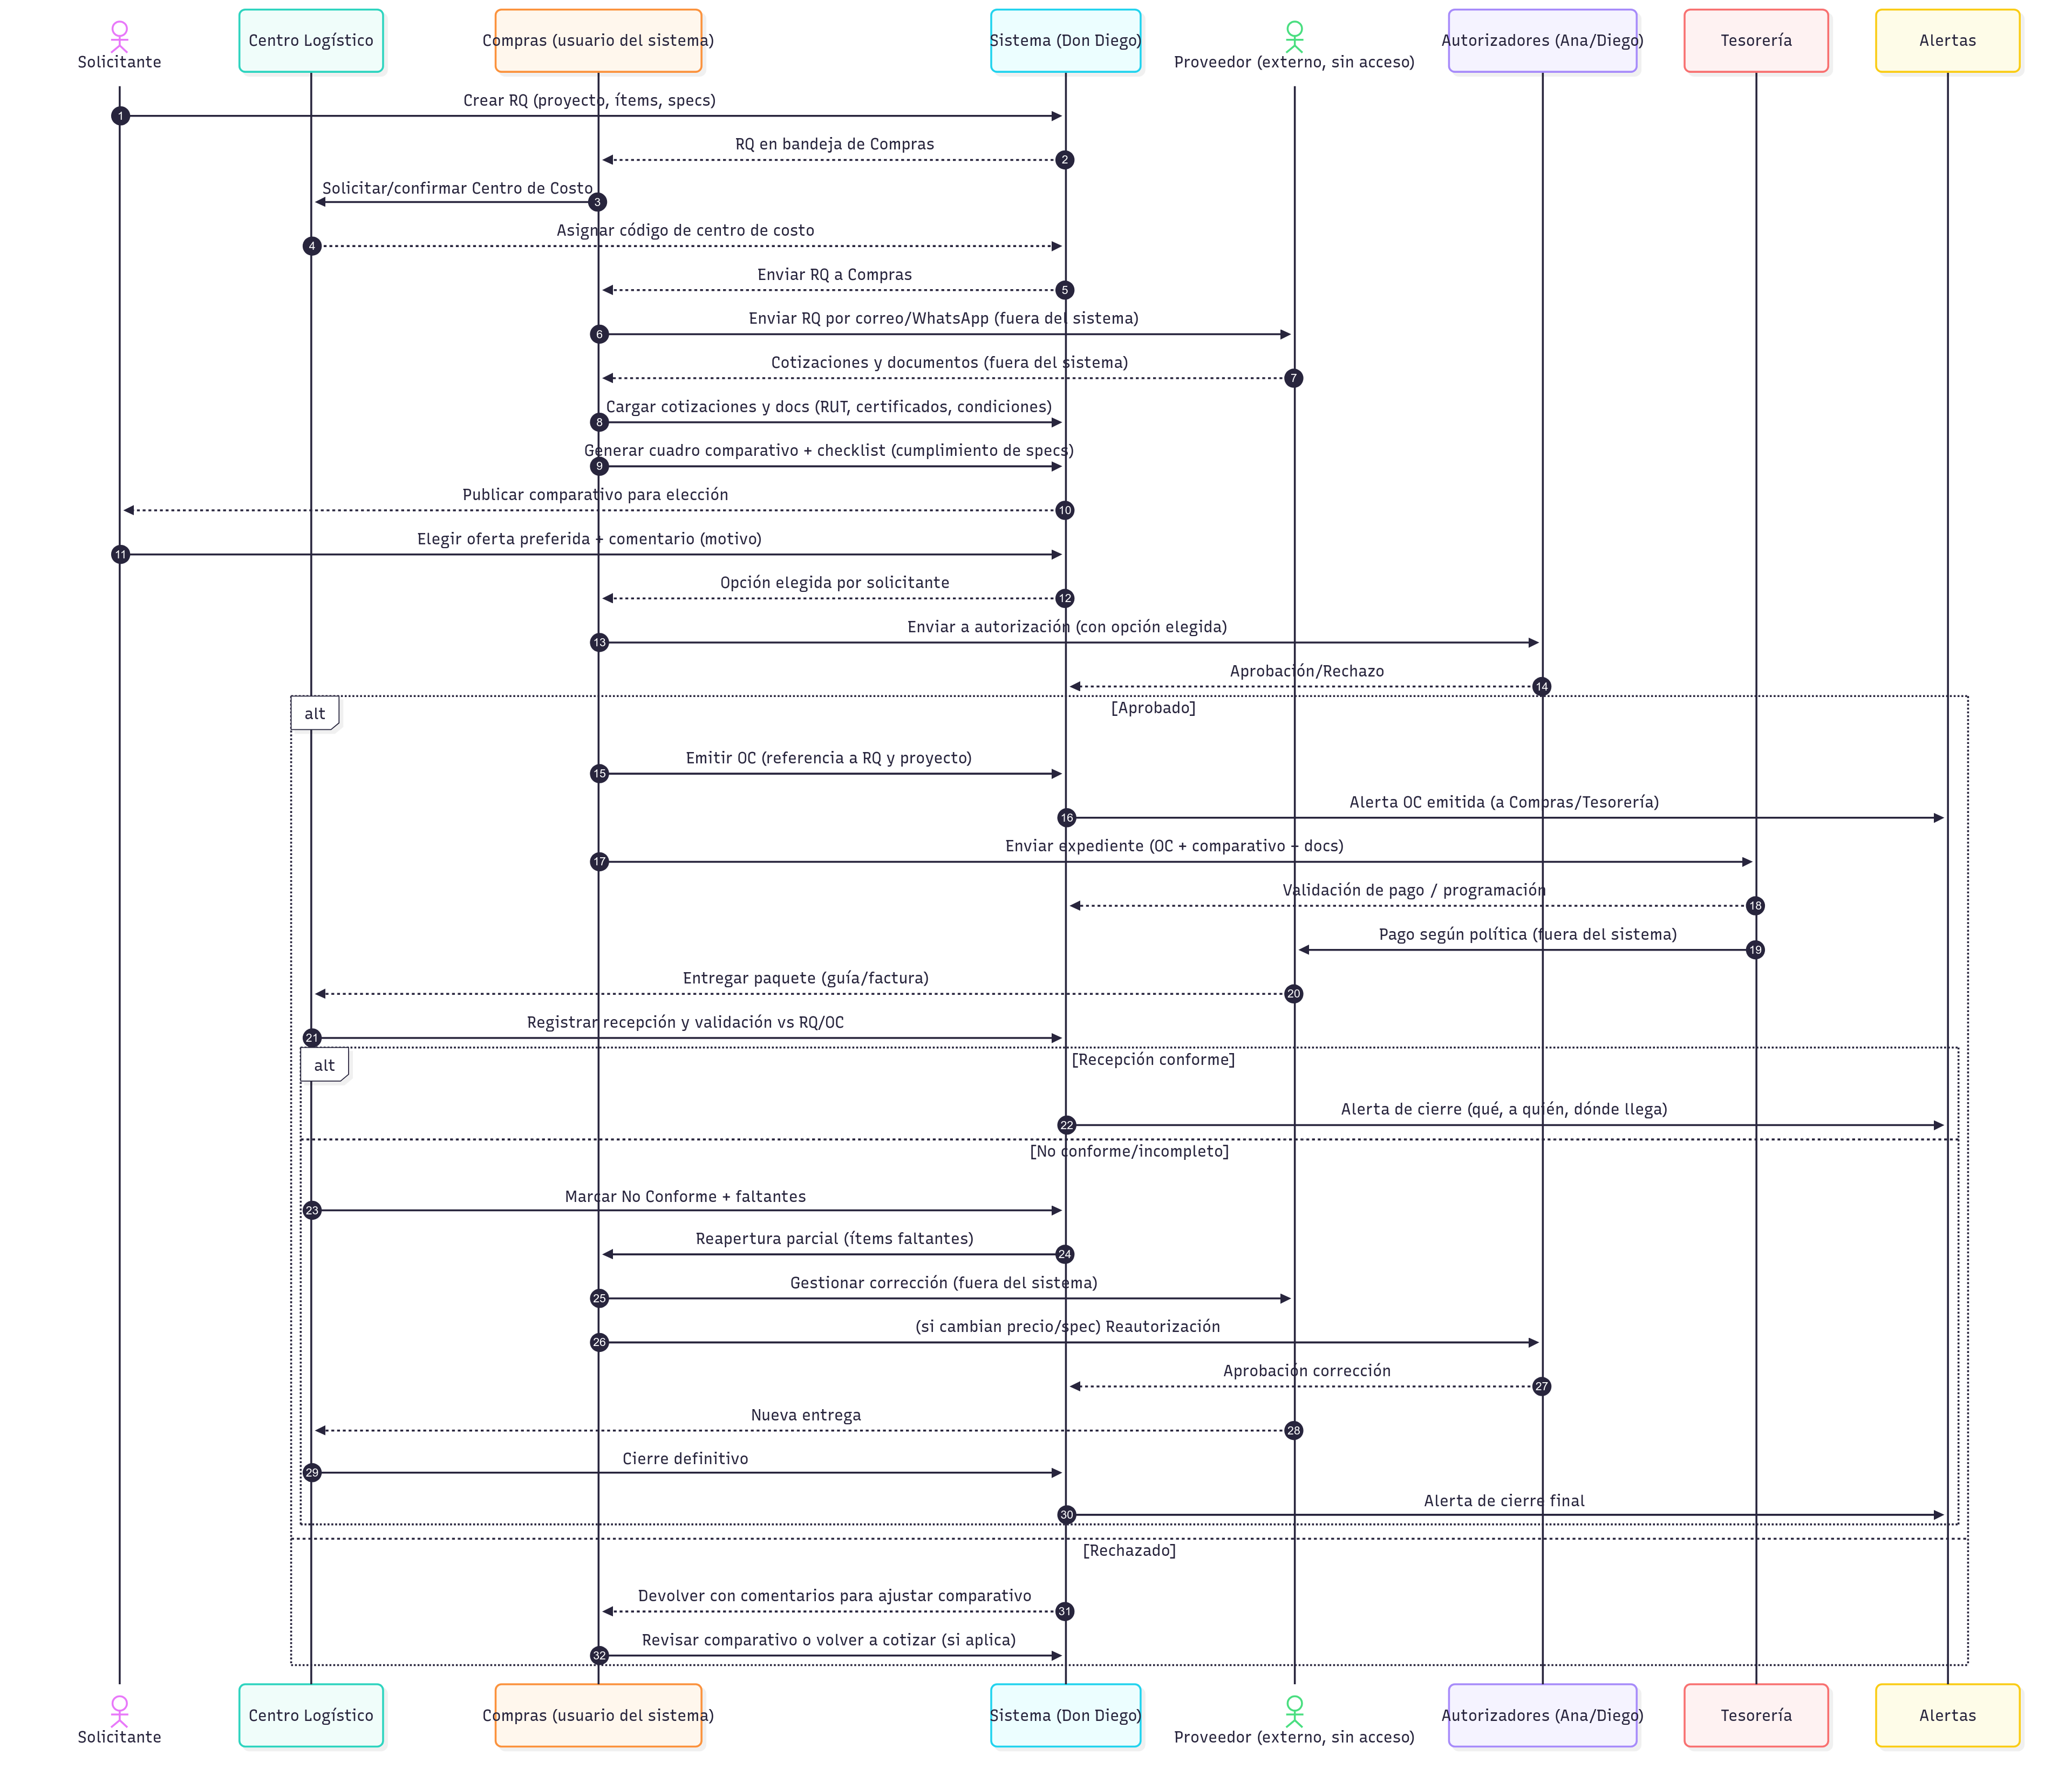 Solicitante
Centro Logístico
Compras (usuario del sistema)
Sistema (Don Diego)
Proveedor (externo, sin acceso)
Autorizadores (Ana/Diego)
Tesorería
Alertas
Crear RQ (proyecto, ítems, specs)
1
RQ en bandeja de Compras
2
Solicitar/confirmar Centro de Costo
3
Asignar código de centro de costo
4
Enviar RQ a Compras
5
Enviar RQ por correo/WhatsApp (fuera del sistema)
6
Cotizaciones y documentos (fuera del sistema)
7
Cargar cotizaciones y docs (RUT, certificados, condiciones)
8
Generar cuadro comparativo + checklist (cumplimiento de specs)
9
Publicar comparativo para elección
10
Elegir oferta preferida + comentario (motivo)
11
Opción elegida por solicitante
12
Enviar a autorización (con opción elegida)
13
Aprobación/Rechazo
14
alt
[Aprobado]
Emitir OC (referencia a RQ y proyecto)
15
Alerta OC emitida (a Compras/Tesorería)
16
Enviar expediente (OC + comparativo + docs)
17
Validación de pago / programación
18
Pago según política (fuera del sistema)
19
Entregar paquete (guía/factura)
20
Registrar recepción y validación vs RQ/OC
21
alt
[Recepción conforme]
Alerta de cierre (qué, a quién, dónde llega)
22
[No conforme/incompleto]
Marcar No Conforme + faltantes
23
Reapertura parcial (ítems faltantes)
24
Gestionar corrección (fuera del sistema)
25
(si cambian precio/spec) Reautorización
26
Aprobación corrección
27
Nueva entrega
28
Cierre definitivo
29
Alerta de cierre final
30
[Rechazado]
Devolver con comentarios para ajustar comparativo
31
Revisar comparativo o volver a cotizar (si aplica)
32
Solicitante
Centro Logístico
Compras (usuario del sistema)
Sistema (Don Diego)
Proveedor (externo, sin acceso)
Autorizadores (Ana/Diego)
Tesorería
Alertas